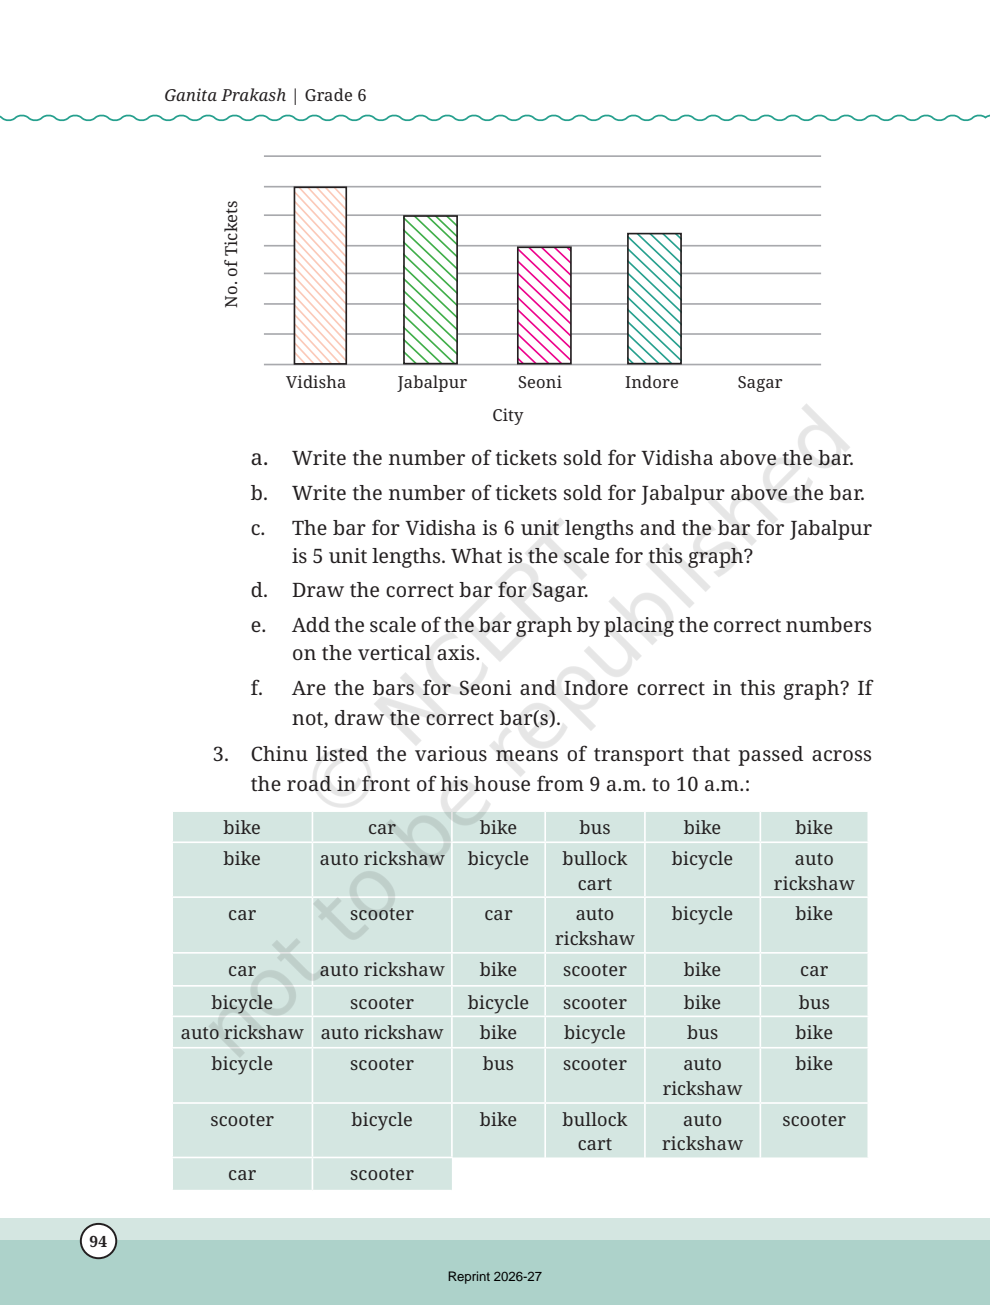 Ganita Prakash | Grade 6
No. of Tickets
Vidisha Jabalpur Seoni Indore Sagar
City
a. Write the number of tickets sold for Vidisha above the bar.
b. Write the number of tickets sold for Jabalpur above the bar.
c. The bar for Vidisha is 6 unit lengths and the bar for Jabalpur
is 5 unit lengths. What is the scale for this graph?
d. Draw the correct bar for Sagar.
e. Add the scale of the bar graph by placing the correct numbers
on the vertical axis.
f. Are the bars for Seoni and Indore correct in this graph? If
not, draw the correct bar(s).
3. Chinu listed the various means of transport that passed across
the road in front of his house from 9 a.m. to 10 a.m.:
bike car bike bus bike bike
bike auto rickshaw bicycle bullock bicycle auto
cart rickshaw
car scooter car auto bicycle bike
rickshaw
car auto rickshaw bike scooter bike car
bicycle scooter bicycle scooter bike bus
auto rickshaw auto rickshaw bike bicycle bus bike
bicycle scooter bus scooter auto bike
rickshaw
scooter bicycle bike bullock auto scooter
cart rickshaw
car scooter
© NCERT
not to be republished
94
Reprint 2026-27